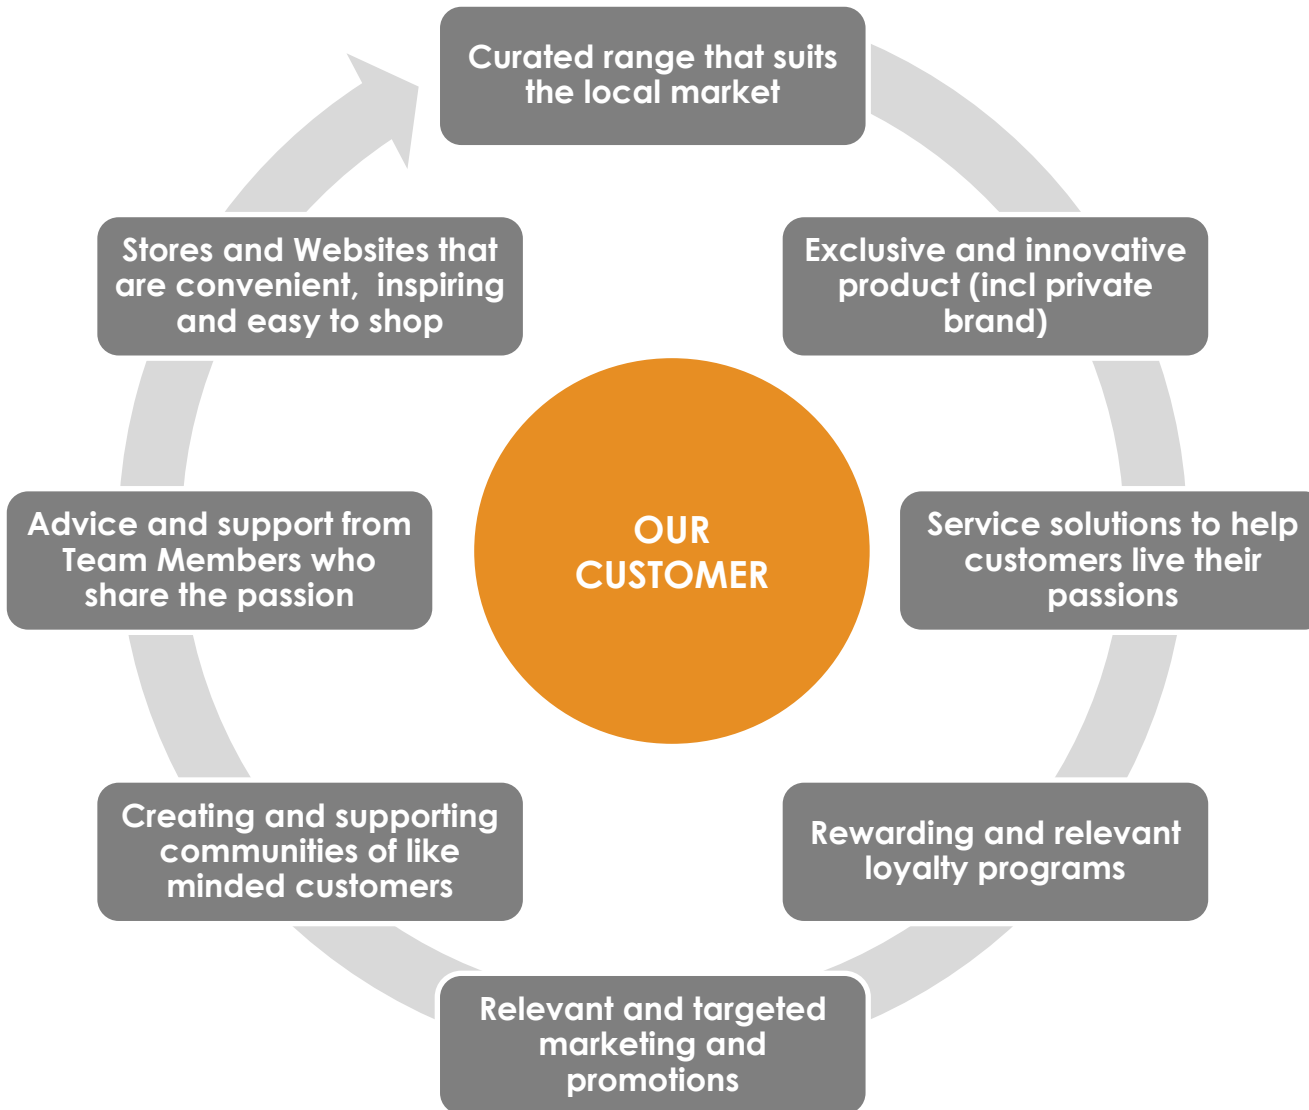 Curated range that suits
the local market
Exclusive and innovative
product (incl private
brand)
Service solutions to help
customers live their
passions
Rewarding and relevant
loyalty programs
Relevant and targeted
marketing and
promotions
Creating and supporting
communities of like
minded customers
Advice and support from
Team Members who
share the passion
Stores and Websites that
are convenient,  inspiring
and easy to shop
OUR
CUSTOMER